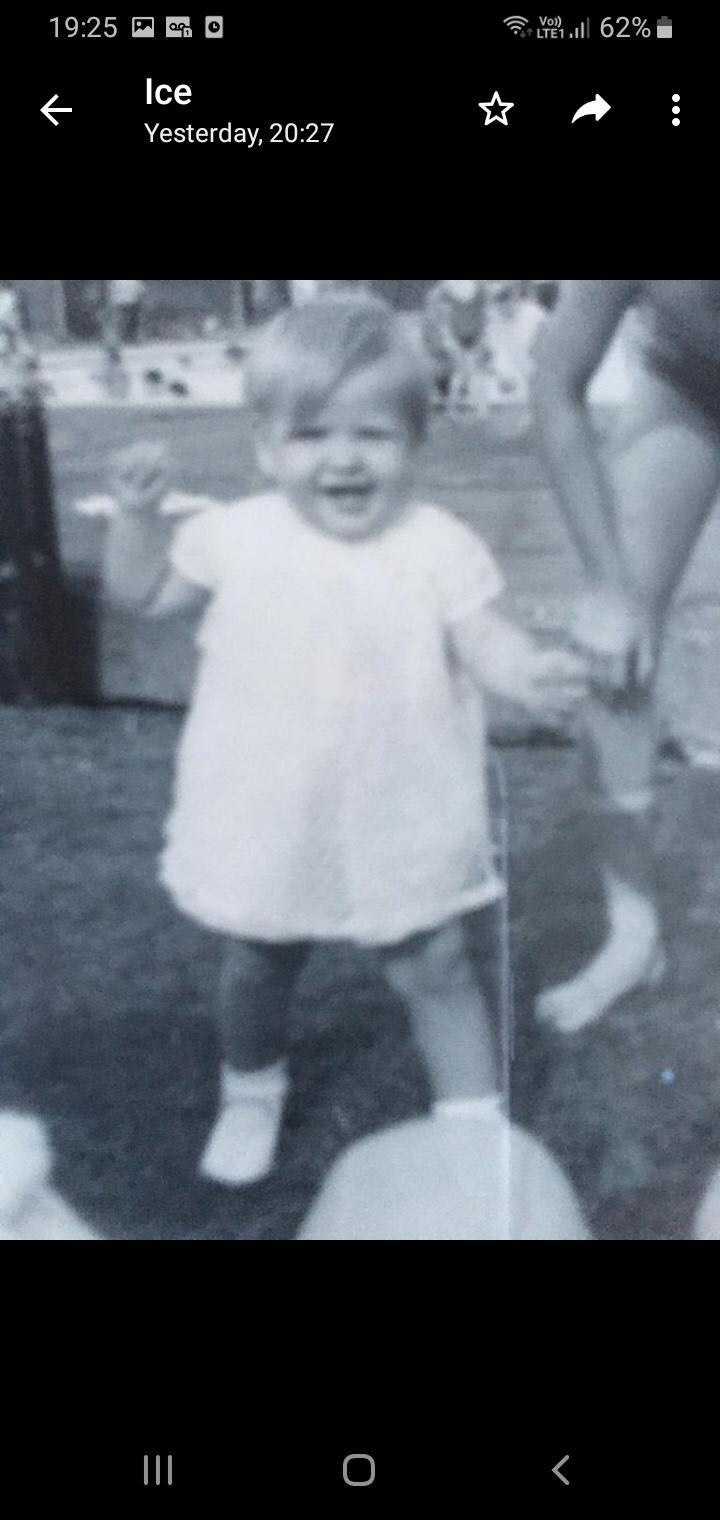 19:25
Vo))
LTE1
62%
Ice
Yesterday, 20:27